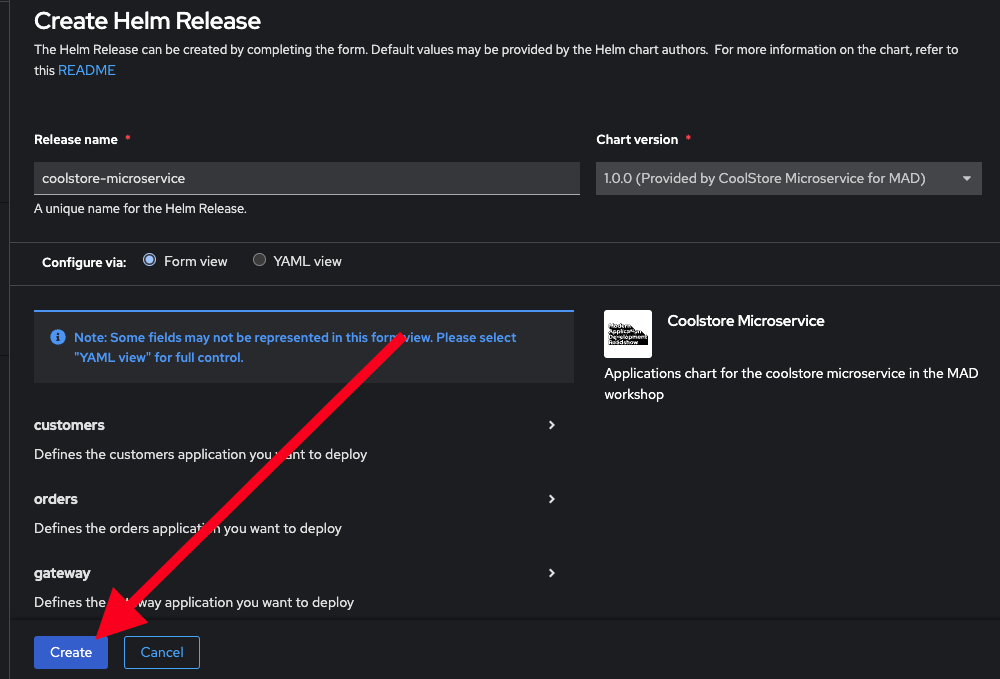 Create Helm Release
The Helm Release can be created by completing the form. Default values may be provided by the Helm chart authors. For more information on the chart, refer to
this README
Release name *
Chart version *
coolstore-microservice
1.0.0 (Provided by CoolStore Microservice for MAD)
A unique name for the Helm Release.
Configure via: Form view YAML view
Note: Some fields may not be represented in this form view. Please select
"YAML view" for full control.
Modern
Application
Development
Roadshow
Coolstore Microservice
Applications chart for the coolstore microservice in the MAD
workshop
customers
Defines the customers application you want to deploy
orders
Defines the orders application you want to deploy
gateway
Defines the gateway application you want to deploy
Create Cancel